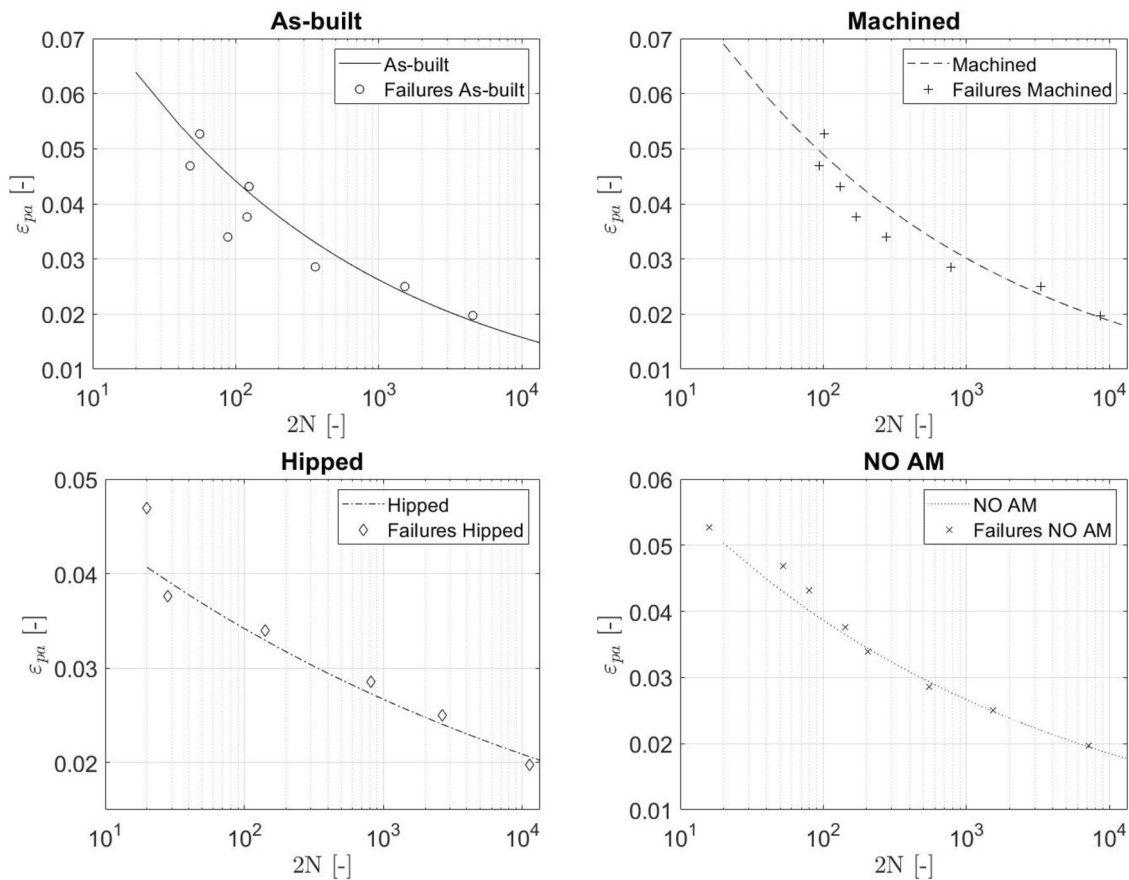 As-built
0.07
0.06
0.05
0.04
0.03
0.02
0.01
ε_pa [-]
As-built
Failures As-built
10^1 10^2 10^3 10^4
2N [-]
Machined
0.07
0.06
0.05
0.04
0.03
0.02
0.01
ε_pa [-]
Machined
Failures Machined
10^1 10^2 10^3 10^4
2N [-]
Hipped
0.05
0.04
0.03
0.02
ε_pa [-]
Hipped
Failures Hipped
10^1 10^2 10^3 10^4
2N [-]
NO AM
0.06
0.05
0.04
0.03
0.02
0.01
ε_pa [-]
NO AM
Failures NO AM
10^1 10^2 10^3 10^4
2N [-]